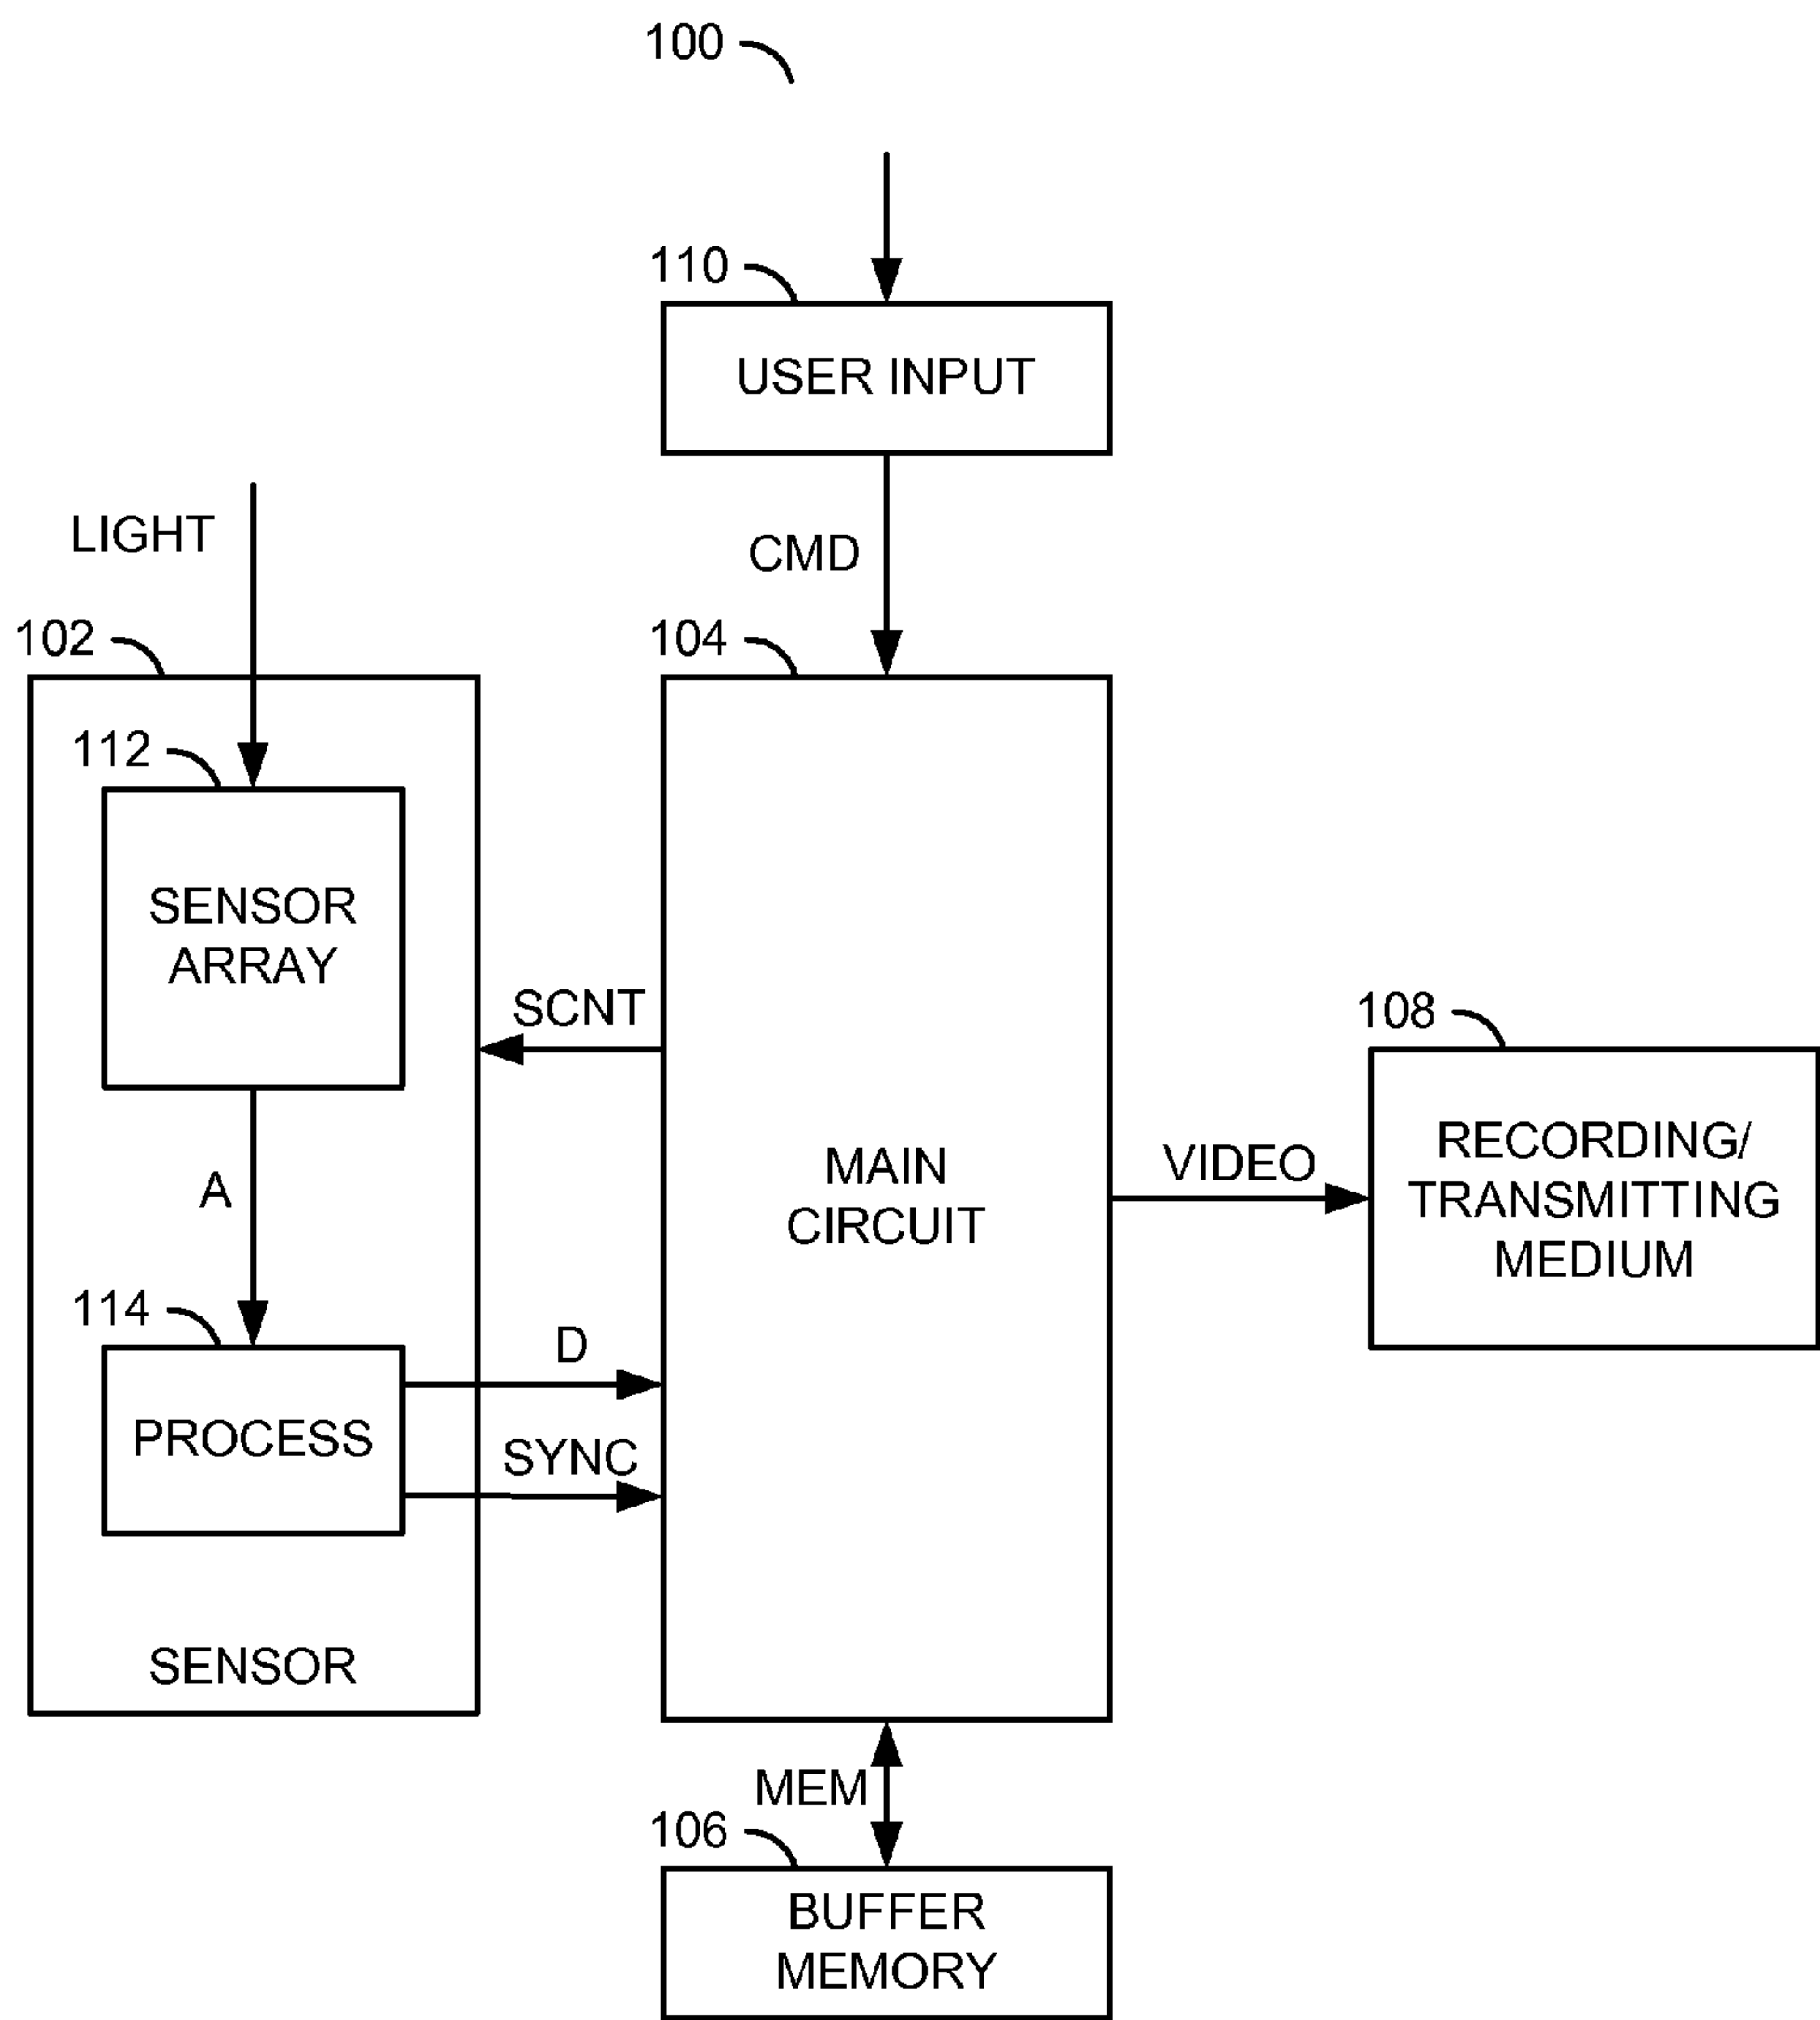 100
110
USER INPUT
LIGHT
CMD
102
104
112
SENSOR
ARRAY
SCNT
108
RECORDING/
TRANSMITTING
MEDIUM
VIDEO
MAIN
CIRCUIT
A
114
D
PROCESS
SYNC
SENSOR
MEM
106
BUFFER
MEMORY